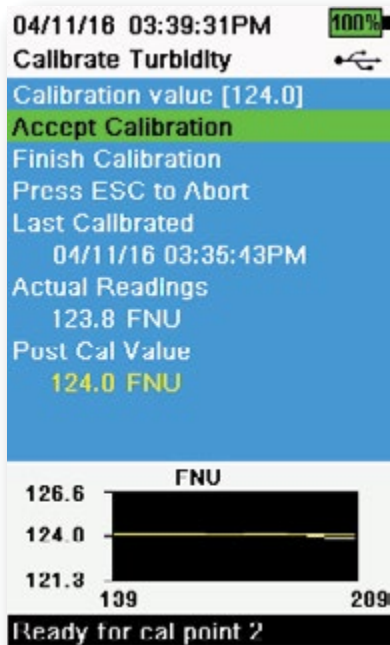 04/11/16 03:39:31PM 100%
Calibrate Turbidity
Calibration value [124.0]
Accept Calibration
Finish Calibration
Press ESC to Abort
Last Calibrated
04/11/16 03:35:43PM
Actual Readings
123.8 FNU
Post Cal Value
124.0 FNU
FNU
126.6
124.0
121.3
139 209
Ready for cal point 2